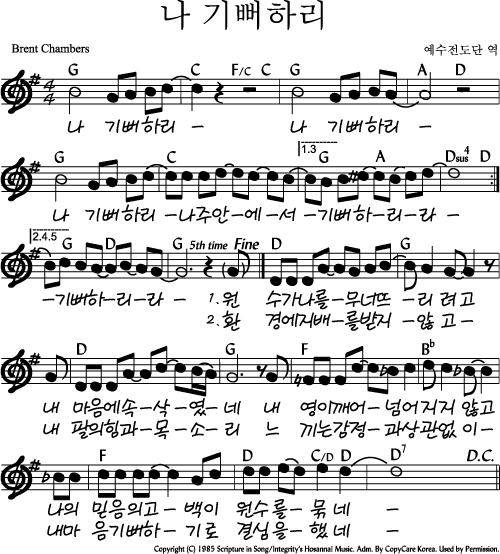 나 기뻐하리
Brent Chambers
예수전도단 역
G C F/C C G A D
나 기뻐하리 - 나 기뻐하리 -
1.3
G C G A Dsus4 D
나 기뻐하리 - 나주안 - 에 - 서 - 기뻐하 - 리 - 라 -
2.4.5
G D G 5th time Fine D A G
- 기뻐하 - 리 - 라 - 1. 원 수가나를 - 무너뜨 - 리 려 고
2. 환 경에지배 - 를받지 - 않 고 -
D G F Bb
내 마음에속 - 삭 - 였 - 네 내 영이깨어 - 넘어지지 않고
내 팔의힘과 - 목 - 소 - 리 느 끼는감정 - 과상관없 이 -
F G D C/D D D7 D.C.
나의 믿음의고 - 백이 원수를 - 묶 네 -
내마 음기뻐하 - 기로 결심을 - 했 네 -
Copyright (C) 1985 Scripture in Song/Integrity's Hosanna! Music. Adm. By CopyCare Korea. Used by Permission.